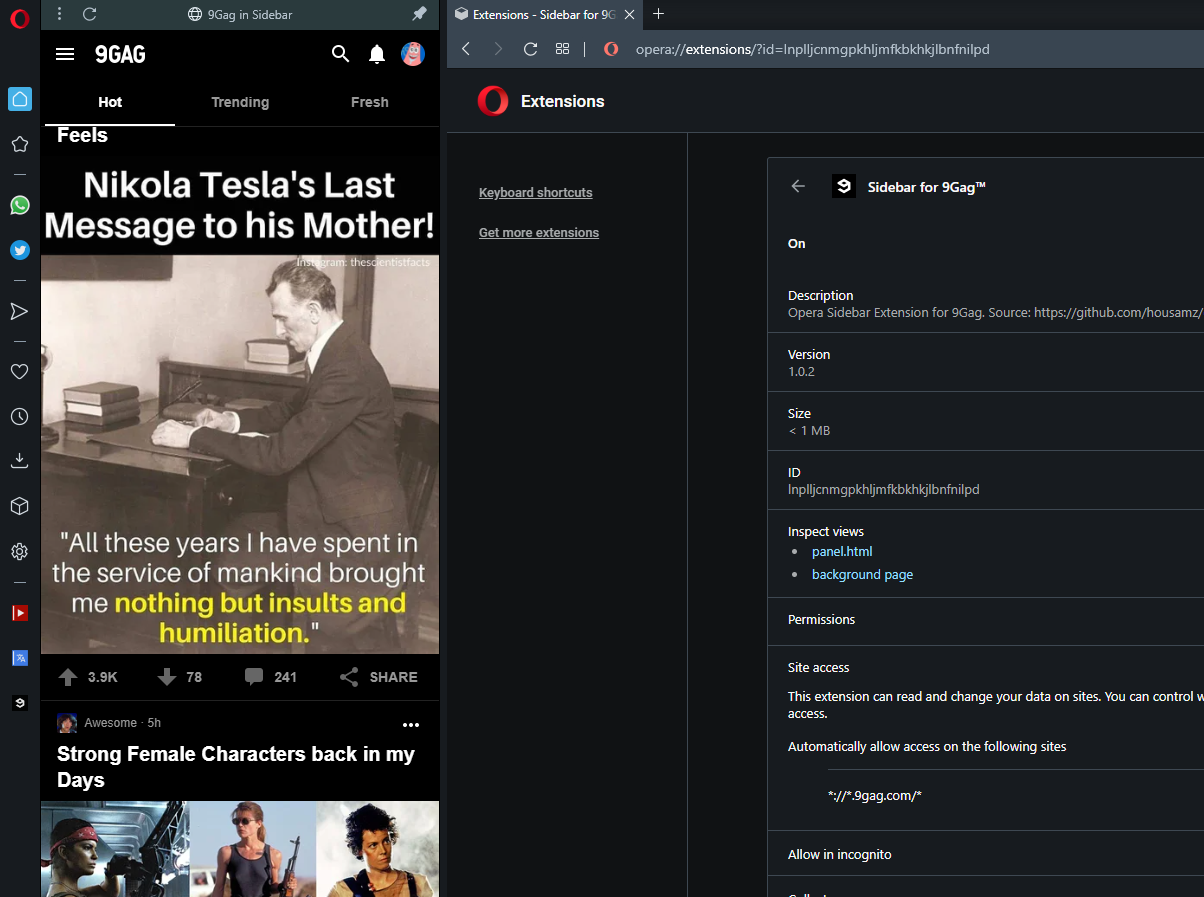 9Gag in Sidebar
9GAG
Hot
Trending
Fresh
Feels
Nikola Tesla's Last
Message to his Mother!
Instagram: thescientistfacts
"All these years I have spent in
the service of mankind brought
me nothing but insults and
humiliation."
3.9K
78
241
SHARE
Awesome · 5h
Strong Female Characters back in my
Days
Extensions - Sidebar for 9G
opera://extensions/?id=lnplljcnmgpkhljmfkbkhkjlbnfnilpd
Extensions
Keyboard shortcuts
Get more extensions
Sidebar for 9Gag™
On
Description
Opera Sidebar Extension for 9Gag. Source: https://github.com/housamz/
Version
1.0.2
Size
< 1 MB
ID
lnplljcnmgpkhljmfkbkhkjlbnfnilpd
Inspect views
panel.html
background page
Permissions
Site access
This extension can read and change your data on sites. You can control w
access.
Automatically allow access on the following sites
*://*.9gag.com/*
Allow in incognito